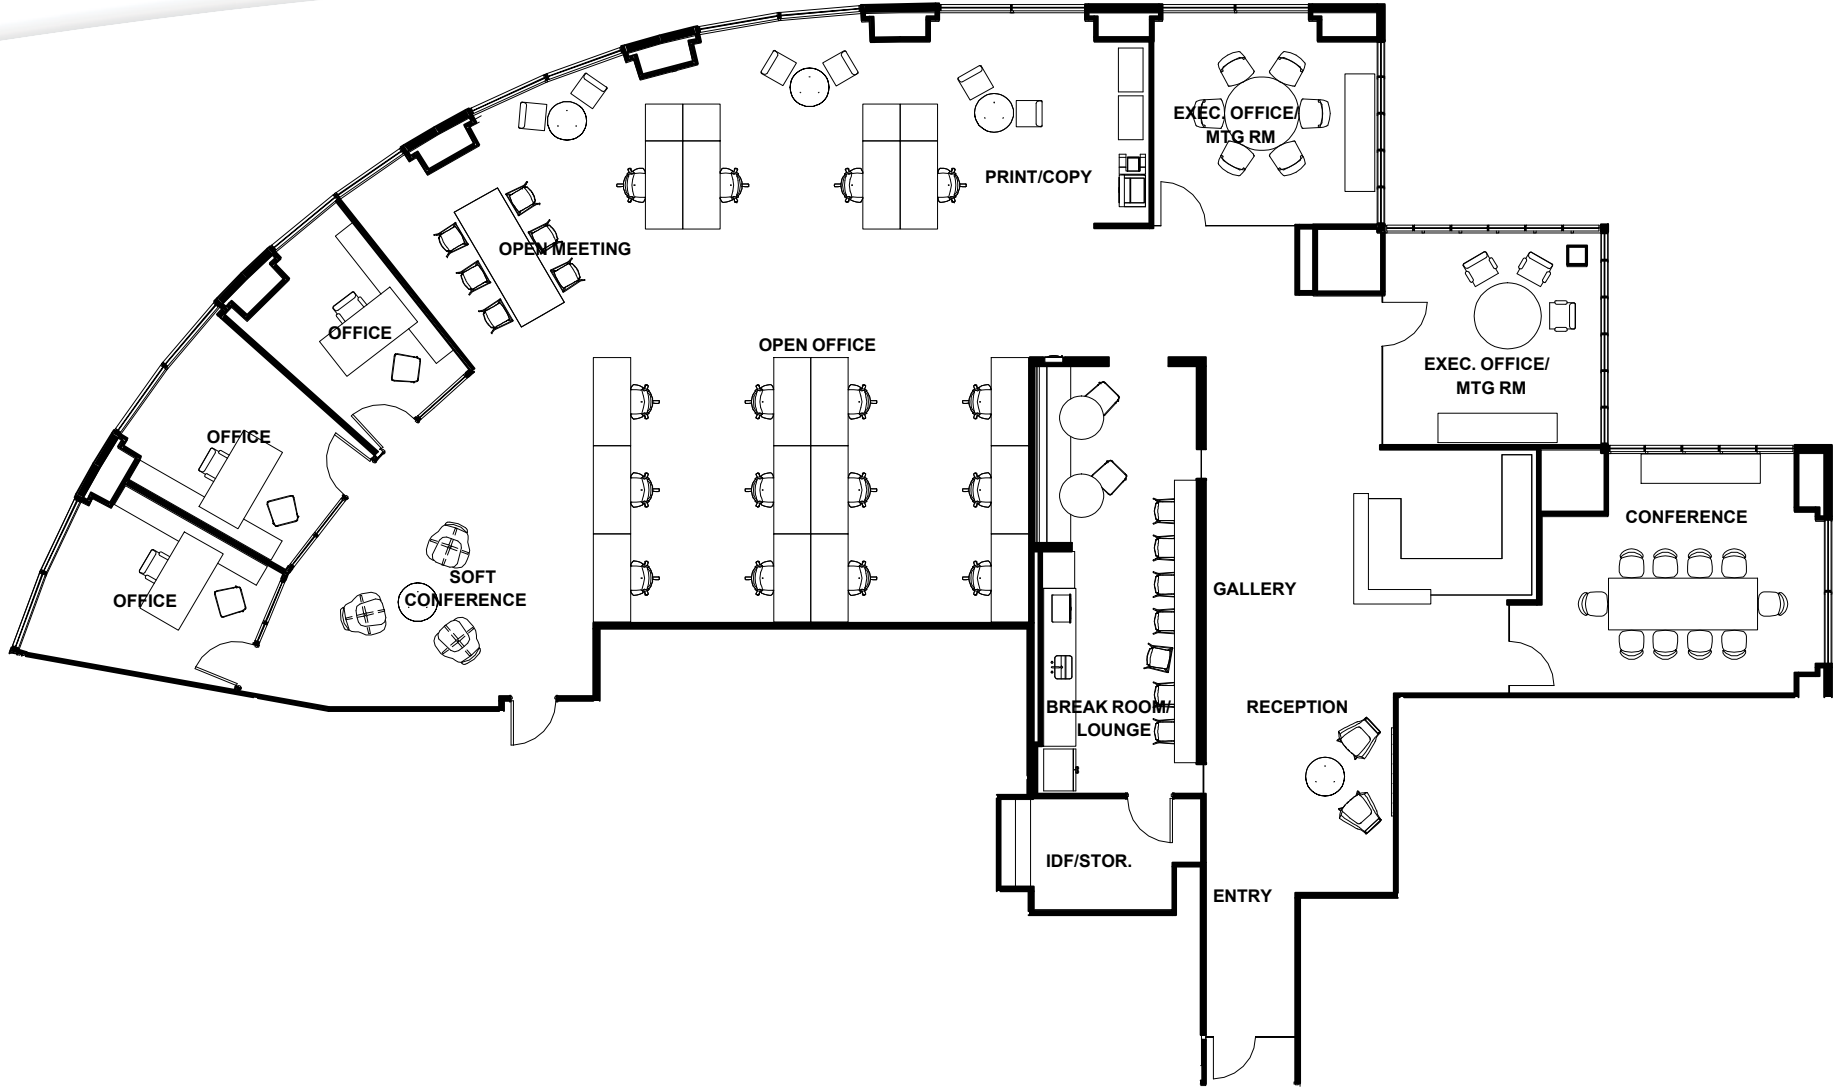 EXEC. OFFICE/
MTG RM
PRINT/COPY
OPEN MEETING
OFFICE
OPEN OFFICE
EXEC. OFFICE/
MTG RM
OFFICE
CONFERENCE
SOFT
CONFERENCE
OFFICE
GALLERY
BREAK ROOM/
LOUNGE
RECEPTION
IDF/STOR.
ENTRY